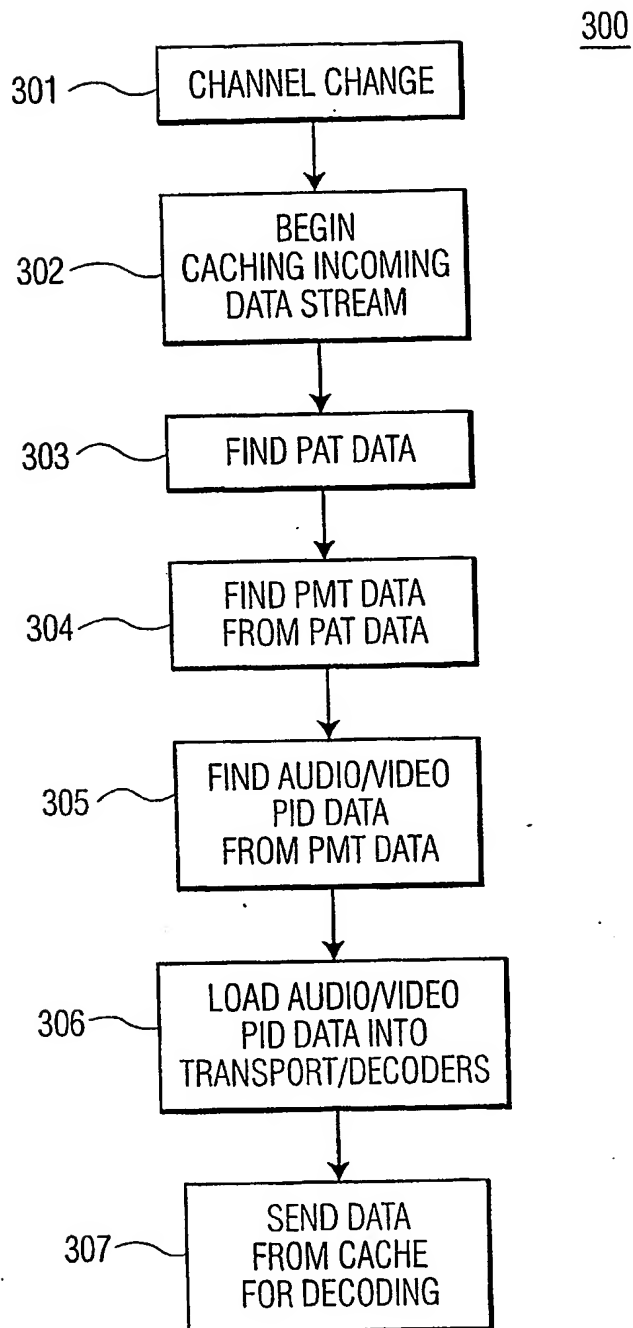 300
301
CHANNEL CHANGE
302
BEGIN
CACHING INCOMING
DATA STREAM
303
FIND PAT DATA
304
FIND PMT DATA
FROM PAT DATA
305
FIND AUDIO/VIDEO
PID DATA
FROM PMT DATA
306
LOAD AUDIO/VIDEO
PID DATA INTO
TRANSPORT/DECODERS
307
SEND DATA
FROM CACHE
FOR DECODING